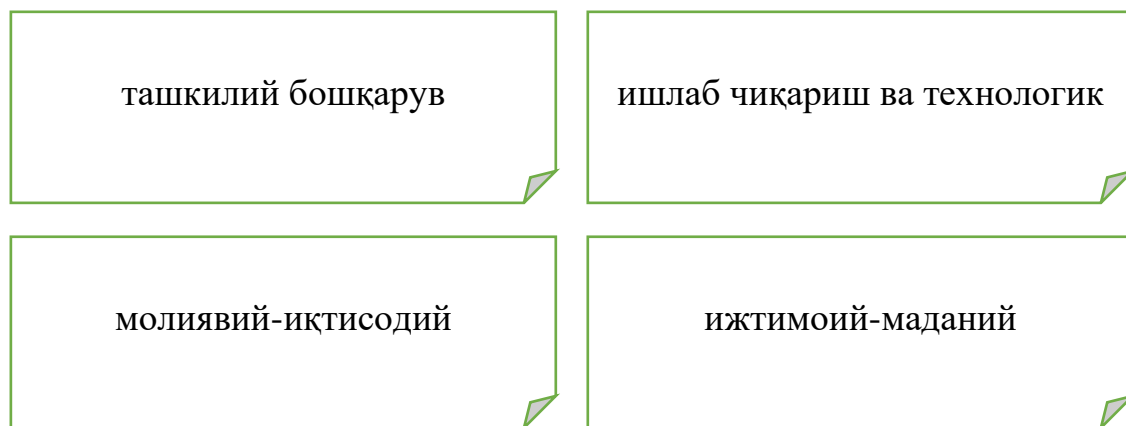 ташкилий бошқарув
ишлаб чиқариш ва технологик
молиявий-иқтисодий
ижтимоий-маданий